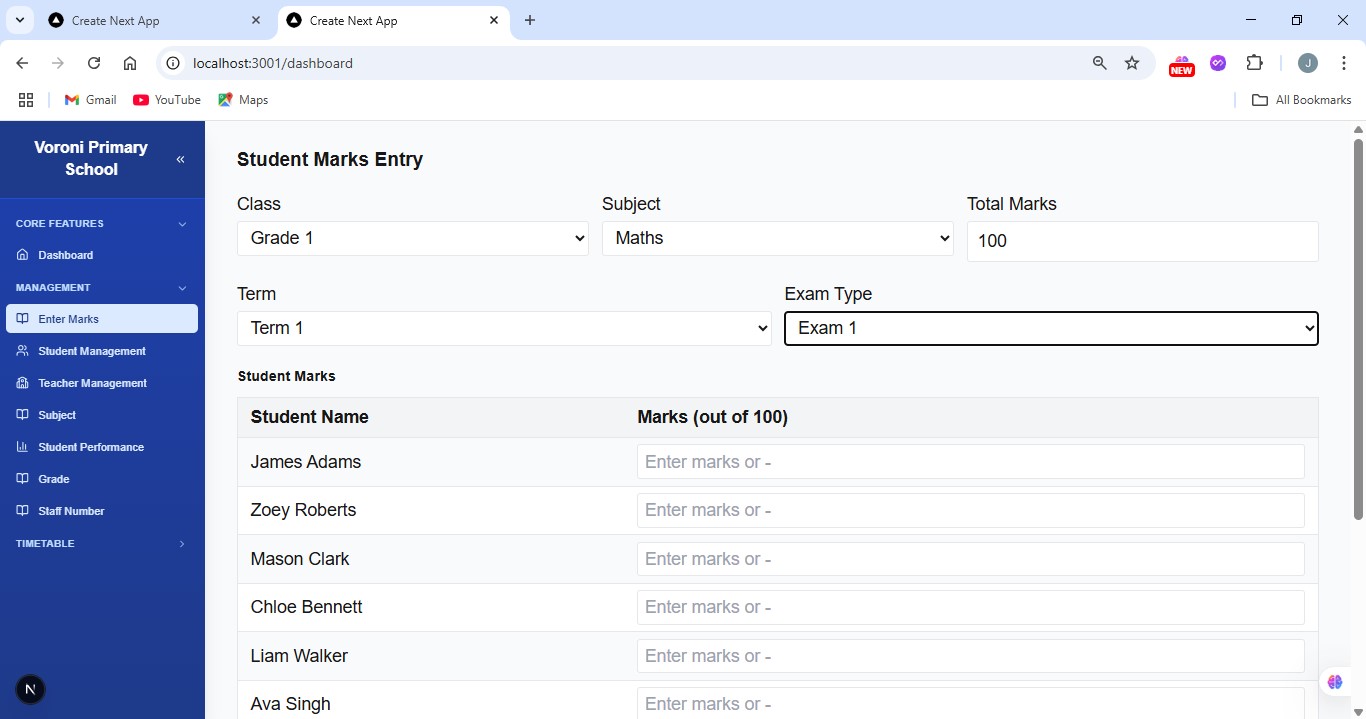 Create Next App
Create Next App
localhost:3001/dashboard
NEW
J
Gmail
YouTube
Maps
All Bookmarks
Voroni Primary
School
«
CORE FEATURES
Dashboard
MANAGEMENT
Enter Marks
Student Management
Teacher Management
Subject
Student Performance
Grade
Staff Number
TIMETABLE
N
Student Marks Entry
Class
Subject
Total Marks
Grade 1
Maths
100
Term
Exam Type
Term 1
Exam 1
Student Marks
Student Name
Marks (out of 100)
James Adams
Enter marks or -
Zoey Roberts
Enter marks or -
Mason Clark
Enter marks or -
Chloe Bennett
Enter marks or -
Liam Walker
Enter marks or -
Ava Singh
Enter marks or -